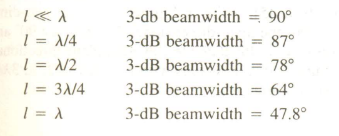 l ≪ λ 3-db beamwidth = 90°
l = λ/4 3-dB beamwidth = 87°
l = λ/2 3-dB beamwidth = 78°
l = 3λ/4 3-dB beamwidth = 64°
l = λ 3-dB beamwidth = 47.8°